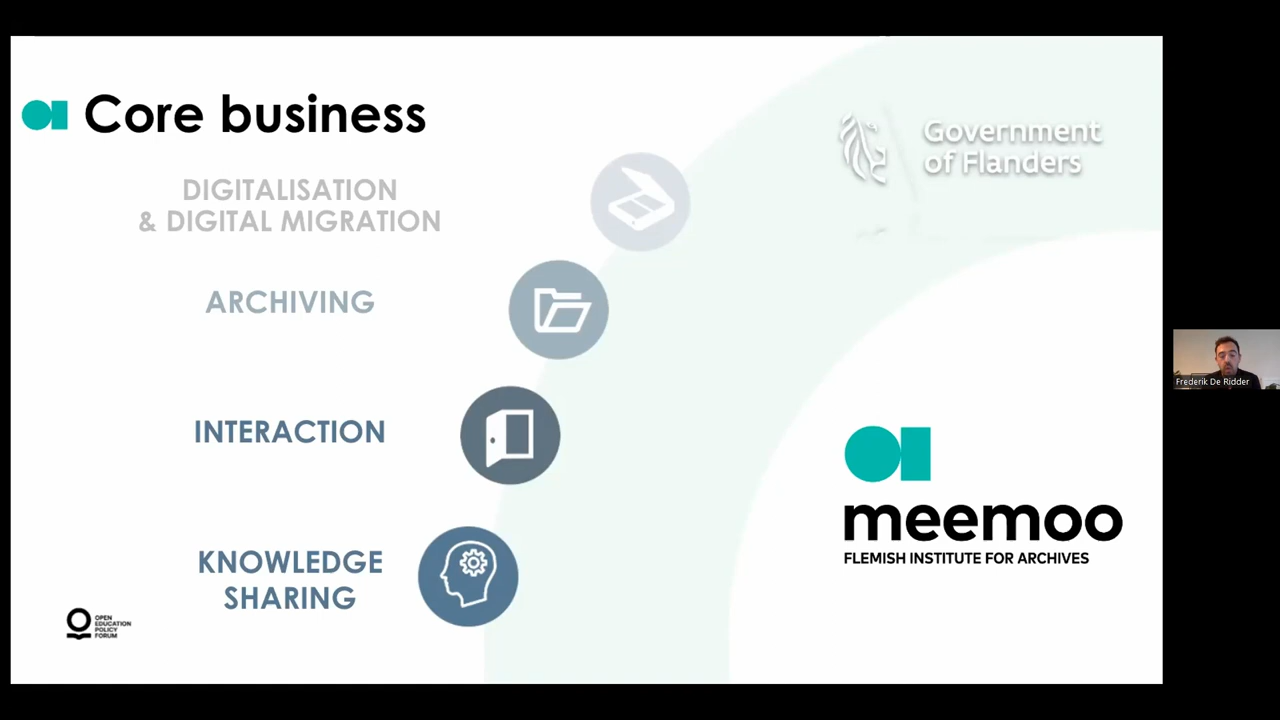 Core business
DIGITALISATION
& DIGITAL MIGRATION
ARCHIVING
INTERACTION
KNOWLEDGE
SHARING
Government
of Flanders
meemoo
FLEMISH INSTITUTE FOR ARCHIVES
OPEN
EDUCATION
POLICY
FORUM
Frederik De Ridder